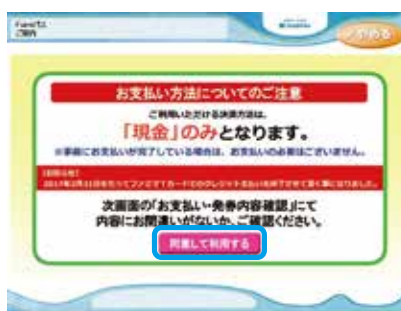 ご案内
やめる
お支払い方法についてのご注意
ご利用いただける決済方法は、
「現金」のみとなります。
※事前にお支払いが完了している場合は、お支払いの必要はございません。
次画面の「お支払い・発券内容確認」にて
内容にお間違いがないか、ご確認ください。
同意して利用する